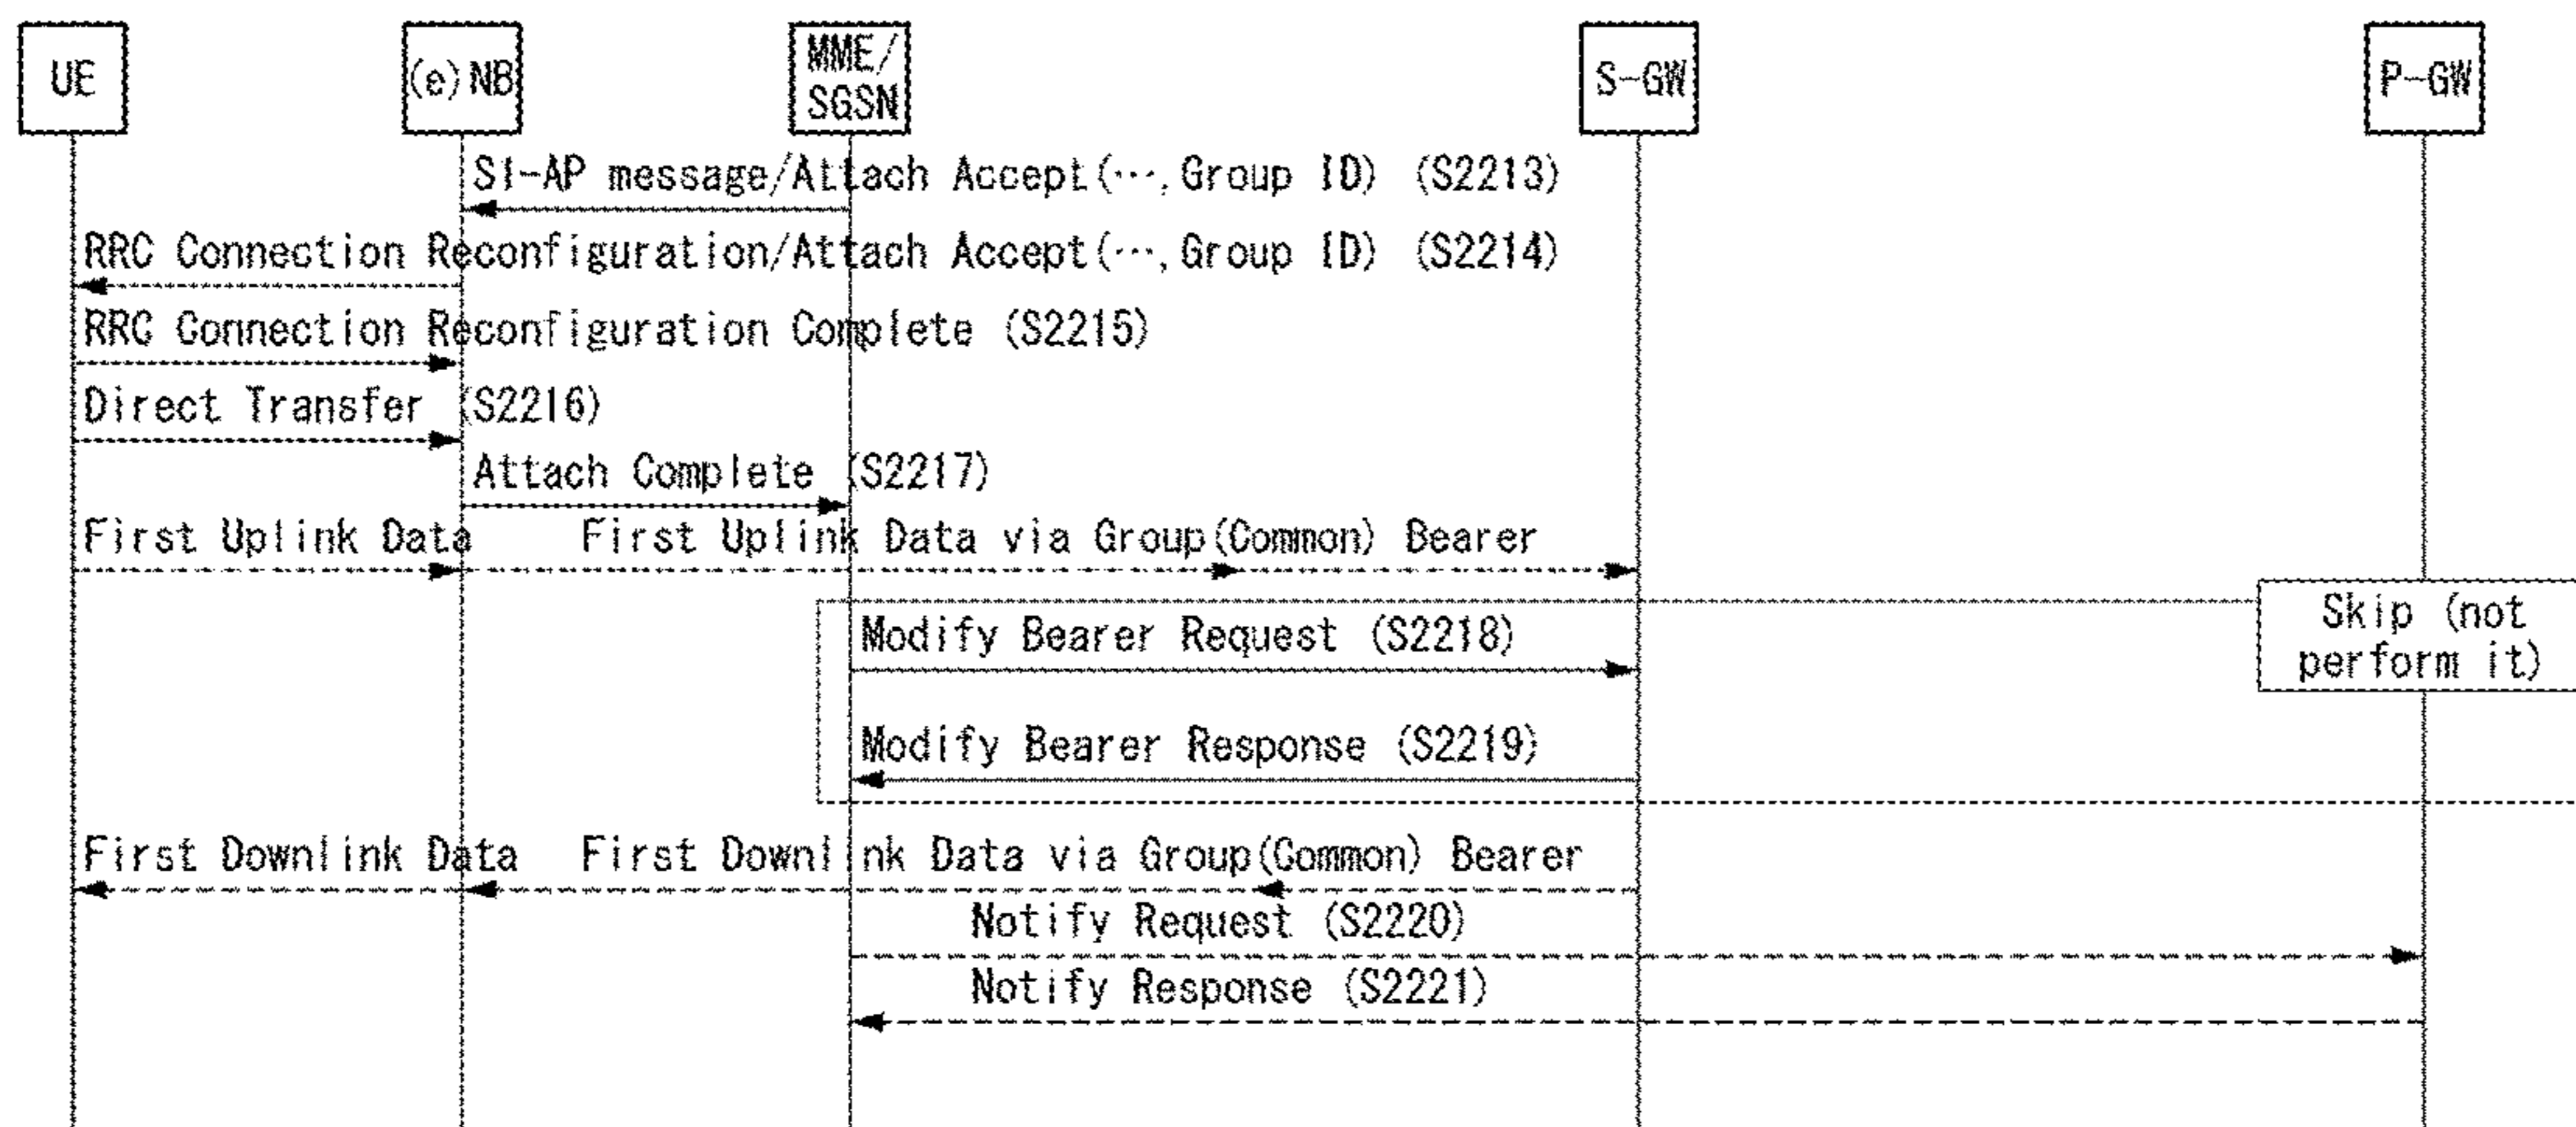 UE
(e)NB
MME/
SGSN
S-GW
P-GW
S1-AP message/Attach Accept(…,Group ID) (S2213)
RRC Connection Reconfiguration/Attach Accept(…,Group ID) (S2214)
RRC Connection Reconfiguration Complete (S2215)
Direct Transfer (S2216)
Attach Complete (S2217)
First Uplink Data
First Uplink Data via Group(Common) Bearer
Skip (not
perform it)
Modify Bearer Request (S2218)
Modify Bearer Response (S2219)
First Downlink Data
First Downlink Data via Group(Common) Bearer
Notify Request (S2220)
Notify Response (S2221)